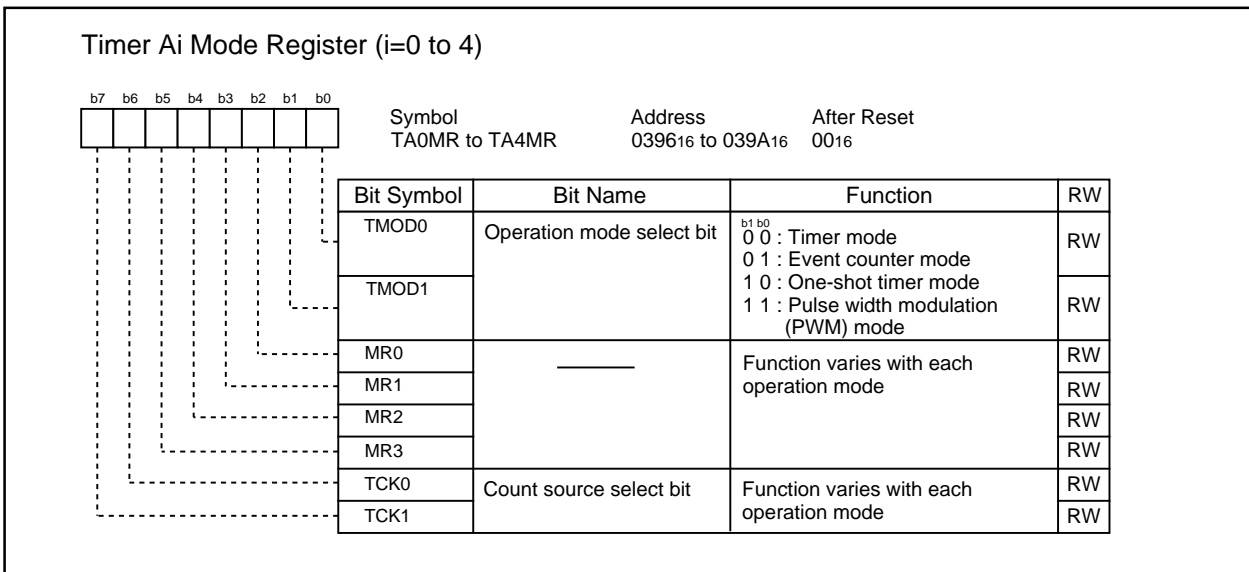 Timer Ai Mode Register (i=0 to 4)
b7 b6 b5 b4 b3 b2 b1 b0
Symbol Address After Reset
TA0MR to TA4MR 039616 to 039A16 0016
Bit Symbol Bit Name Function RW
TMOD0 Operation mode select bit b1 b0
0 0 : Timer mode RW
0 1 : Event counter mode
TMOD1 1 0 : One-shot timer mode
1 1 : Pulse width modulation RW
(PWM) mode
MR0 Function varies with each RW
MR1 operation mode RW
MR2 RW
MR3 RW
TCK0 Count source select bit Function varies with each RW
TCK1 operation mode RW